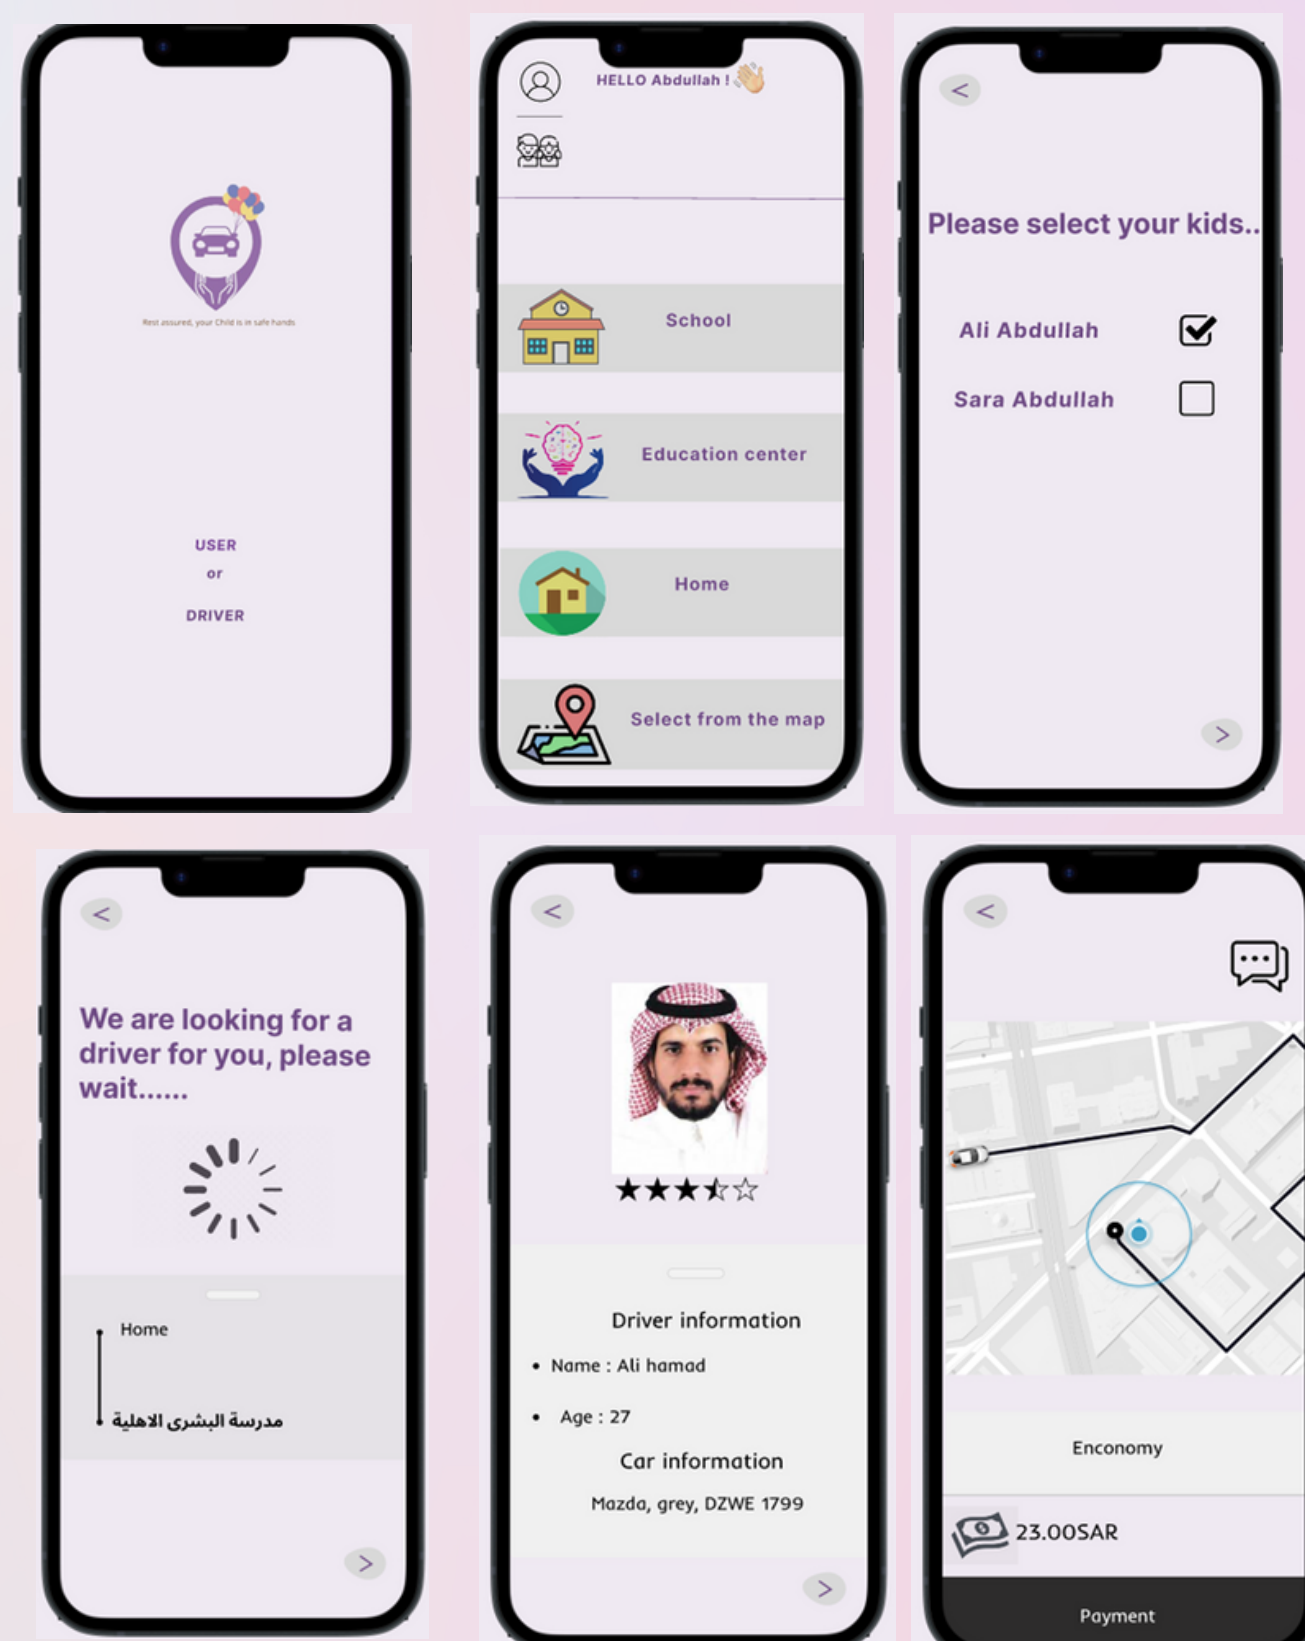 Rest assured, your Child is in safe hands
USER
or
DRIVER
HELLO Abdullah !
School
Education center
Home
Select from the map
<
Please select your kids..
Ali Abdullah
Sara Abdullah
>
<
We are looking for a
driver for you, please
wait......
Home
مدرسة البشرى الاهلية
>
<
Driver information
• Name : Ali hamad
• Age : 27
Car information
Mazda, grey, DZWE 1799
>
<
Enconomy
23.00SAR
Payment